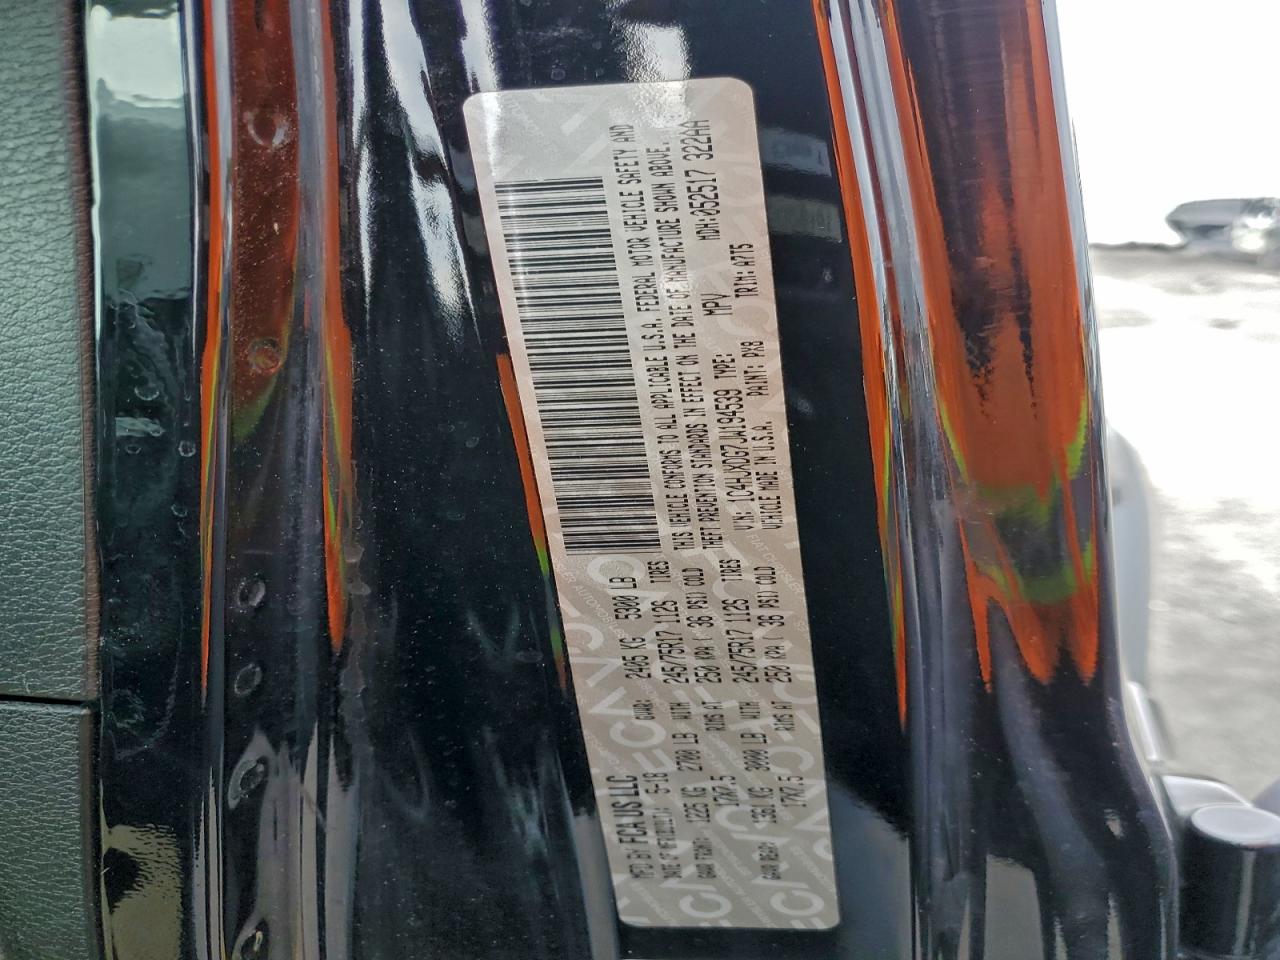 MFD BY FCA US LLC
DATE OF MFR: 5-18 GVWR: 2405 KG 5300 LB
GAWR FRONT: 1225 KG 2700 LB WITH 245/75R17 112S TIRES
17X7.5 RIMS AT 250 KPA ( 36 PSI) COLD
GAWR REAR: 1361 KG 3000 LB WITH 245/75R17 112S TIRES
17X7.5 RIMS AT 250 KPA ( 36 PSI) COLD
THIS VEHICLE CONFORMS TO ALL APPLICABLE U.S.A. FEDERAL MOTOR VEHICLE SAFETY AND
THEFT PREVENTION STANDARDS IN EFFECT ON THE DATE OF MANUFACTURE SHOWN ABOVE.
VIN: 1C4HJXDG7JW194539 TYPE: MPV MDH:052517 322AA
VEHICLE MADE IN U.S.A. PAINT: PX8 TRIM: A7T5